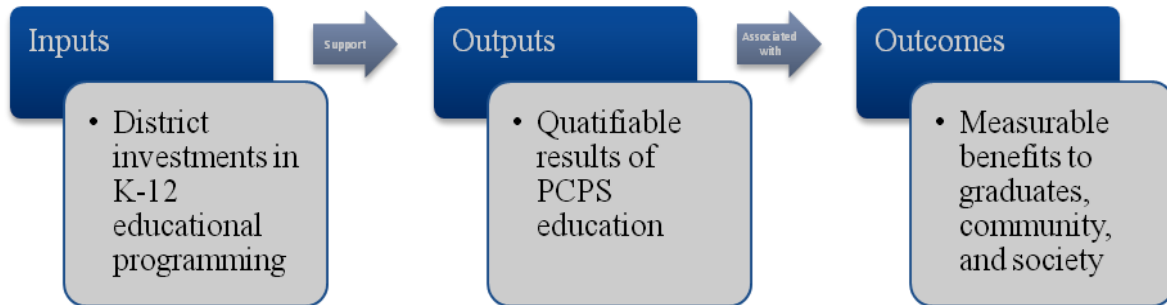 Inputs
• District
investments in
K-12
educational
programming
Support
Outputs
• Quatifiable
results of
PCPS
education
Associated
with
Outcomes
• Measurable
benefits to
graduates,
community,
and society